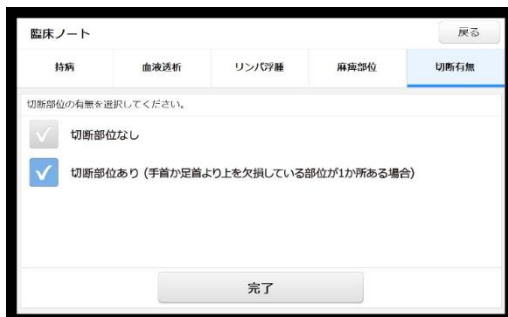 臨床ノート
戻る
持病
血液透析
リンパ浮腫
麻痺部位
切断有無
切断部位の有無を選択してください。
切断部位なし
切断部位あり (手首か足首より上を欠損している部位が1か所ある場合)
完了